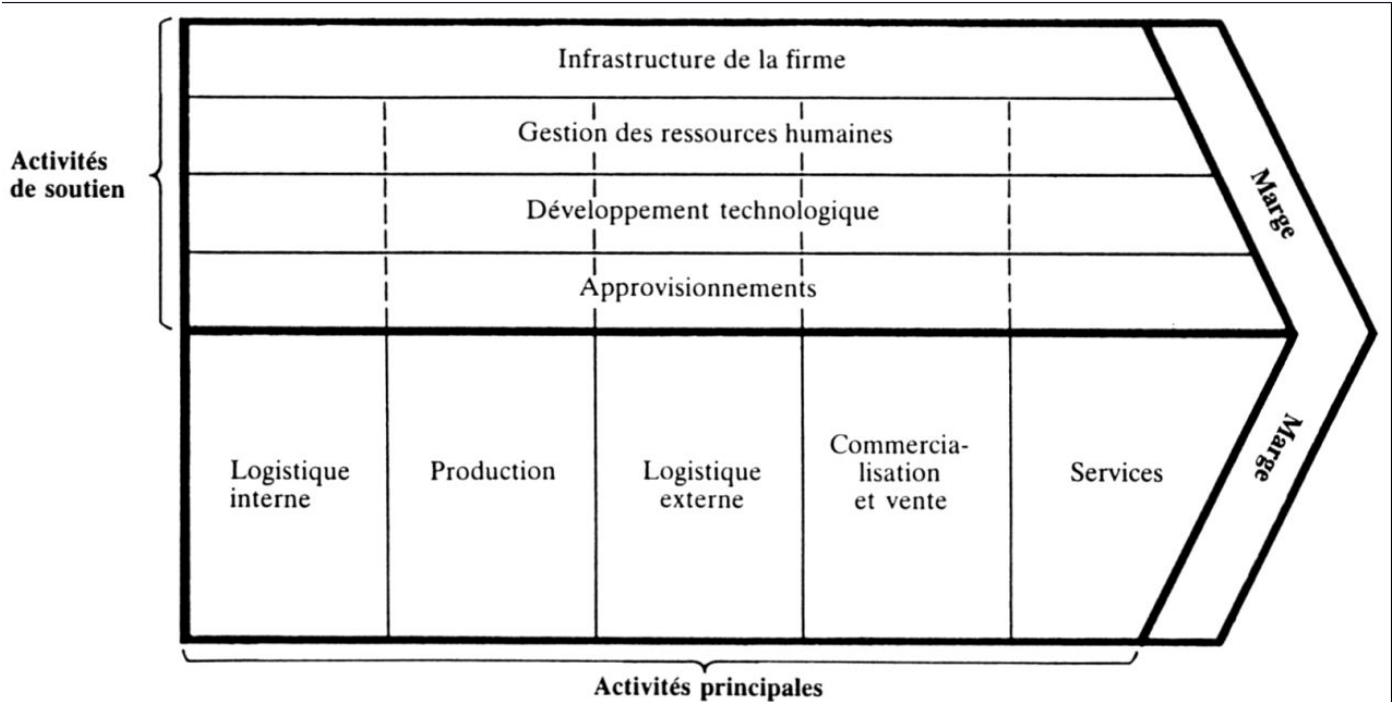 Infrastructure de la firme
Gestion des ressources humaines
Activités
de soutien
Développement technologique
Approvisionnements
Marge
Marge
Logistique
interne
Production
Logistique
externe
Commercia-
lisation
et vente
Services
Activités principales